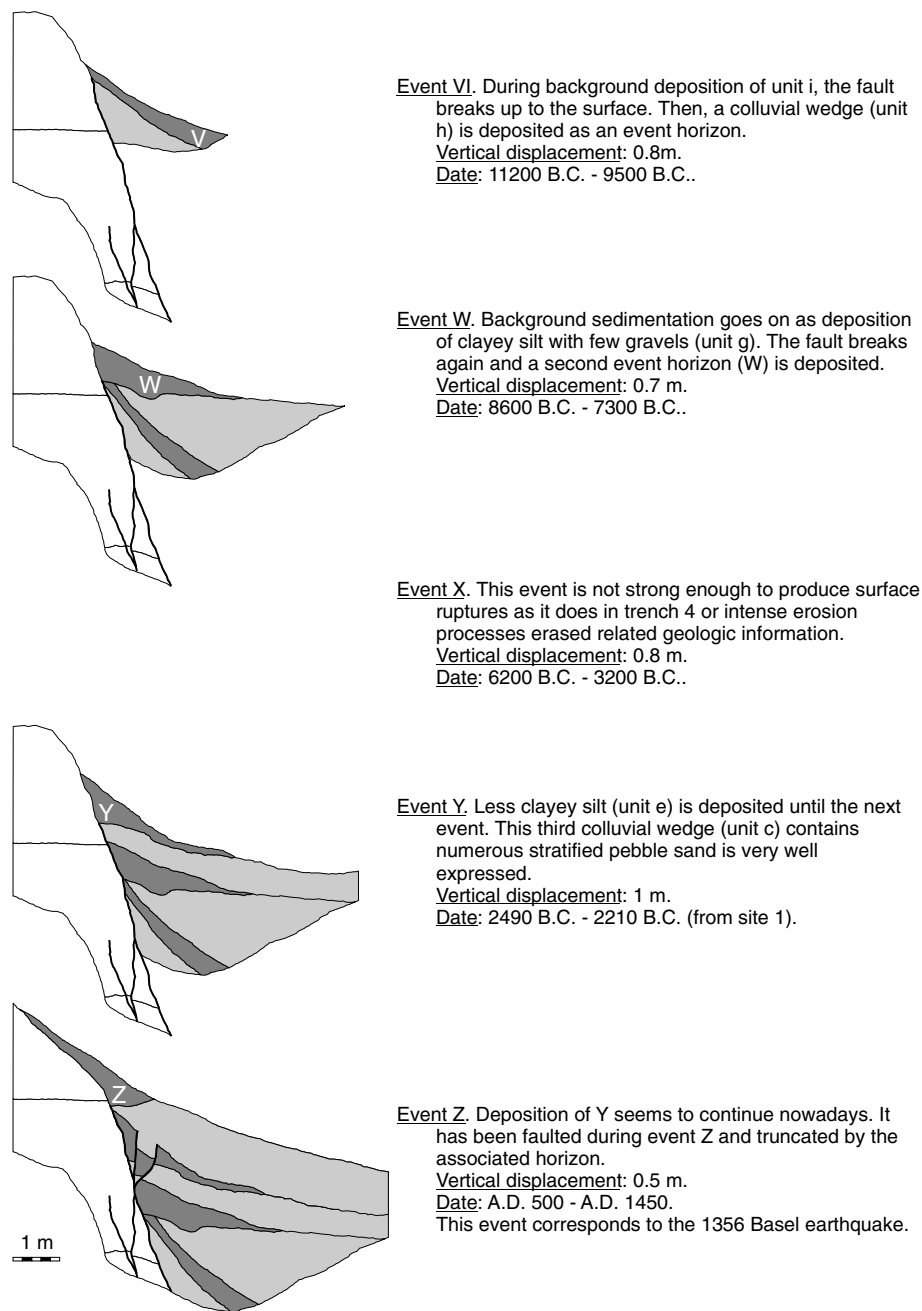 Event VI. During background deposition of unit i, the fault
breaks up to the surface. Then, a colluvial wedge (unit
h) is deposited as an event horizon.
Vertical displacement: 0.8m.
Date: 11200 B.C. - 9500 B.C..
V
Event W. Background sedimentation goes on as deposition
of clayey silt with few gravels (unit g). The fault breaks
again and a second event horizon (W) is deposited.
Vertical displacement: 0.7 m.
Date: 8600 B.C. - 7300 B.C..
W
Event X. This event is not strong enough to produce surface
ruptures as it does in trench 4 or intense erosion
processes erased related geologic information.
Vertical displacement: 0.8 m.
Date: 6200 B.C. - 3200 B.C..
Y
Event Y. Less clayey silt (unit e) is deposited until the next
event. This third colluvial wedge (unit c) contains
numerous stratified pebble sand is very well
expressed.
Vertical displacement: 1 m.
Date: 2490 B.C. - 2210 B.C. (from site 1).
Z
Event Z. Deposition of Y seems to continue nowadays. It
has been faulted during event Z and truncated by the
associated horizon.
Vertical displacement: 0.5 m.
Date: A.D. 500 - A.D. 1450.
This event corresponds to the 1356 Basel earthquake.
1 m